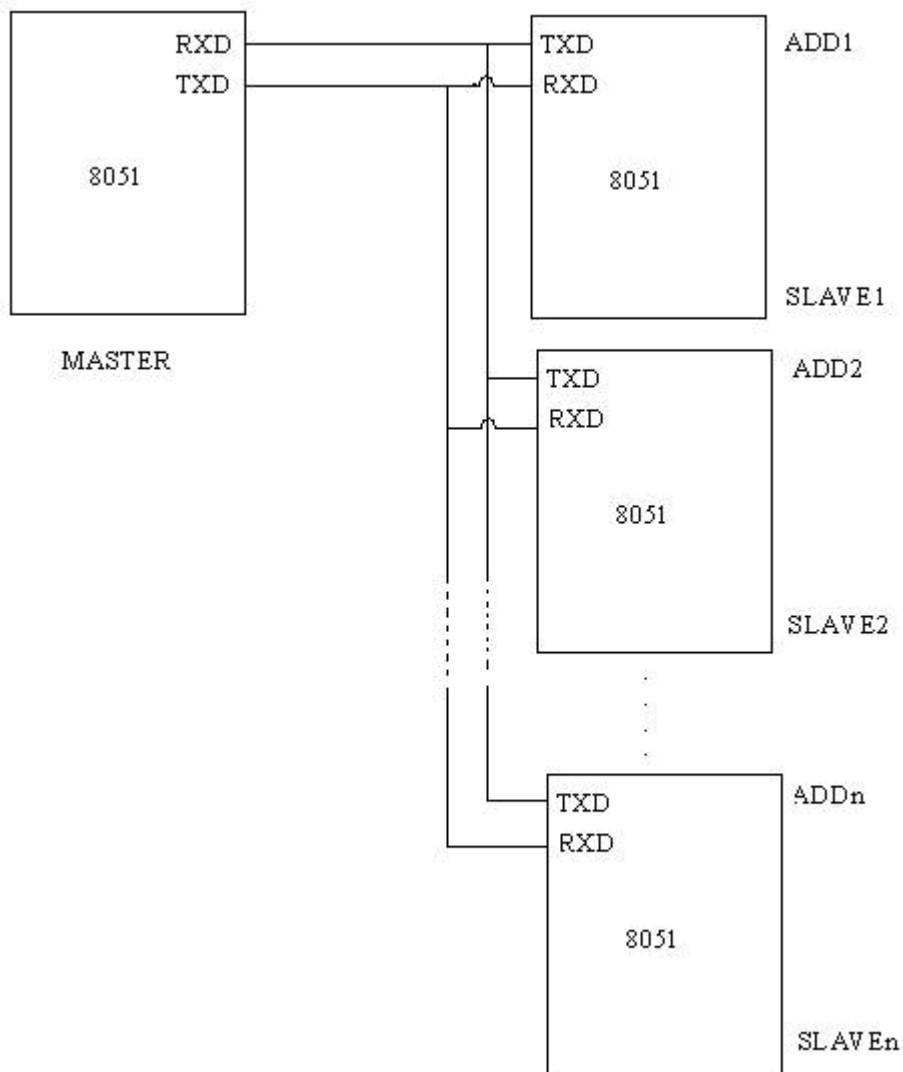 RXD
TXD
8051
MASTER
TXD
RXD
8051
ADD1
SLAVE1
TXD
RXD
8051
ADD2
SLAVE2
TXD
RXD
8051
ADDn
SLAVEn